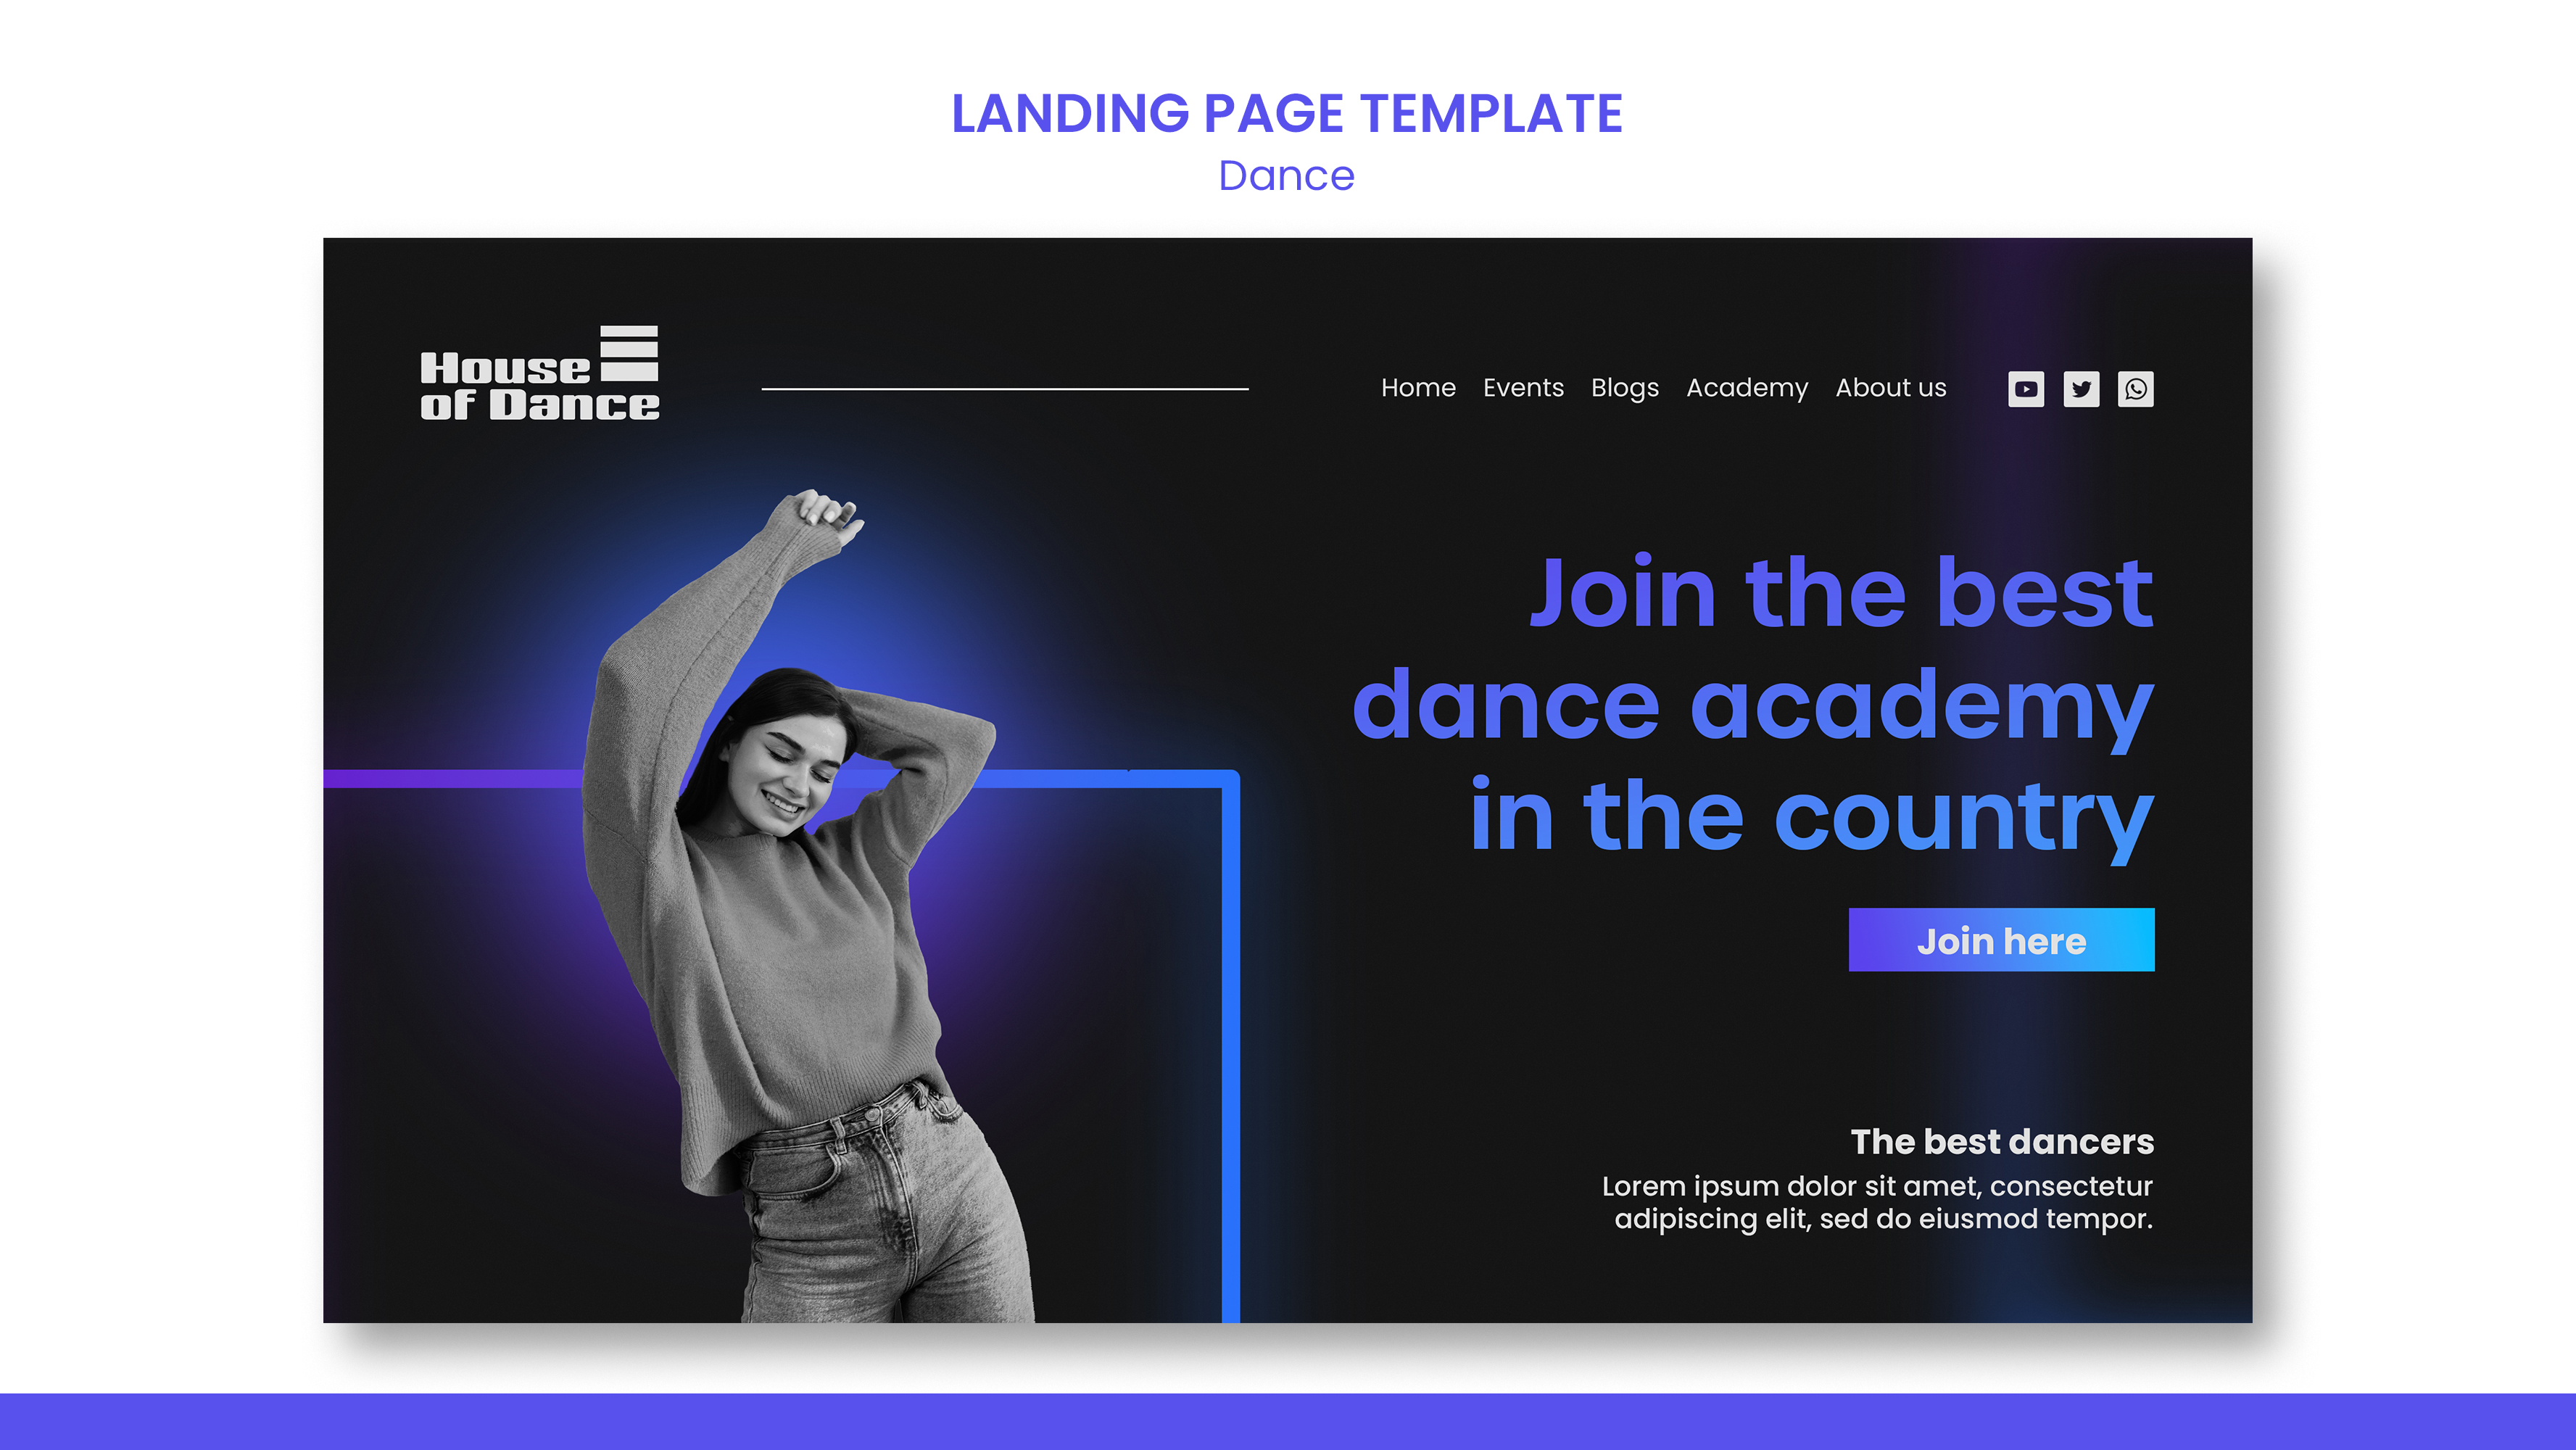 LANDING PAGE TEMPLATE
Dance
House
of Dance
Home Events Blogs Academy About us
Join the best
dance academy
in the country
Join here
The best dancers
Lorem ipsum dolor sit amet, consectetur
adipiscing elit, sed do eiusmod tempor.